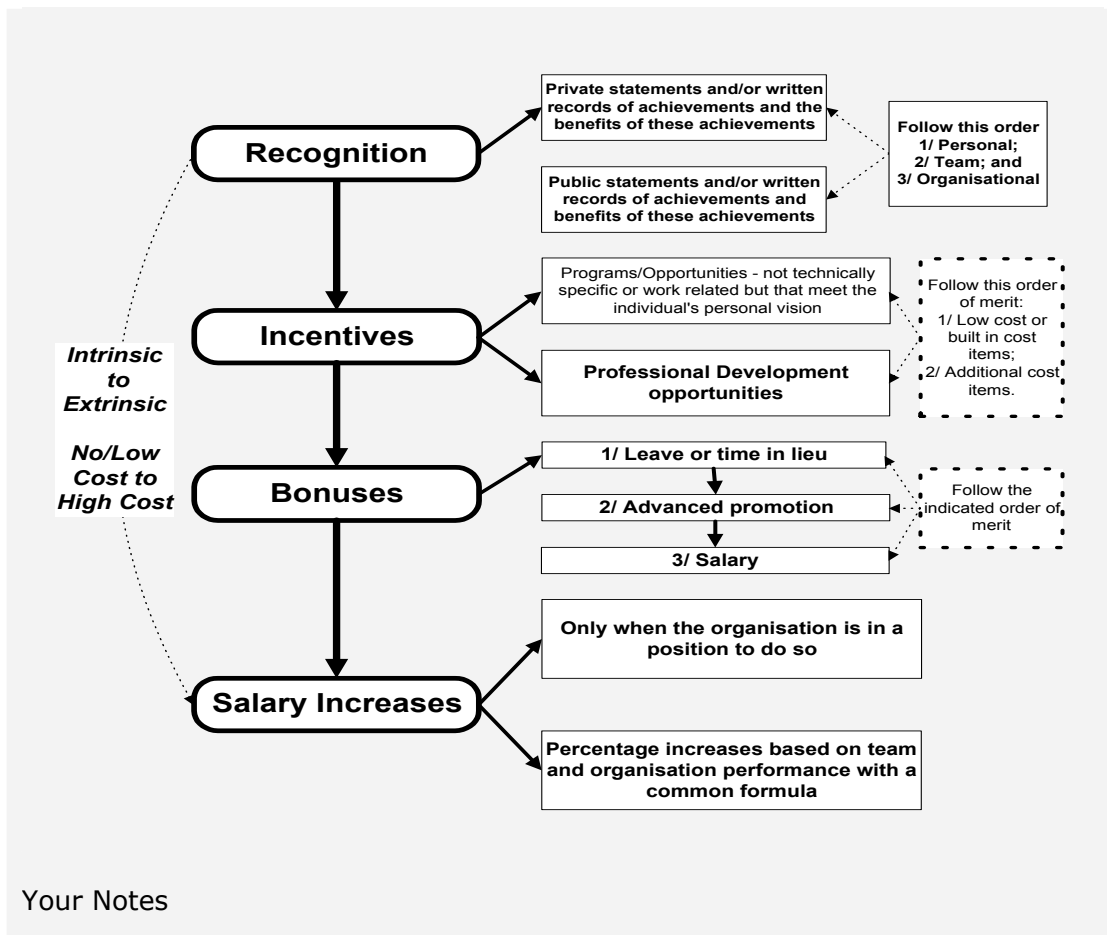 Private statements and/or written
records of achievements and the
benefits of these achievements
Recognition
Follow this order
1/ Personal;
2/ Team; and
3/ Organisational
Public statements and/or written
records of achievements and
benefits of these achievements
Programs/Opportunities - not technically
specific or work related but that meet the
individual's personal vision
Incentives
Follow this order
of merit:
1/ Low cost or
built in cost
items;
2/ Additional cost
items.
Professional Development
opportunities
Intrinsic
to
Extrinsic
No/Low
Cost to
High Cost
Bonuses
1/ Leave or time in lieu
2/ Advanced promotion
3/ Salary
Follow the
indicated order of
merit
Only when the organisation is in a
position to do so
Salary Increases
Percentage increases based on team
and organisation performance with a
common formula
Your Notes